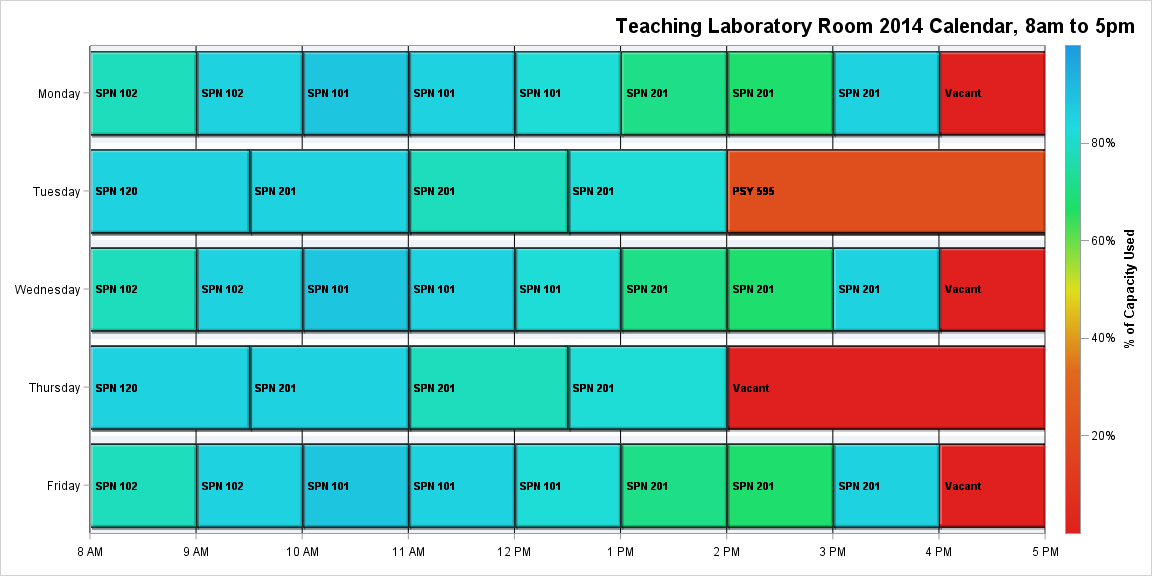 Teaching Laboratory Room 2014 Calendar, 8am to 5pm
Monday SPN 102 SPN 102 SPN 101 SPN 101 SPN 101 SPN 201 SPN 201 SPN 201 Vacant
80%
Tuesday SPN 120 SPN 201 SPN 201 SPN 201 PSY 595
60%
% of Capacity Used
Wednesday SPN 102 SPN 102 SPN 101 SPN 101 SPN 101 SPN 201 SPN 201 SPN 201 Vacant
40%
Thursday SPN 120 SPN 201 SPN 201 SPN 201 Vacant
20%
Friday SPN 102 SPN 102 SPN 101 SPN 101 SPN 101 SPN 201 SPN 201 SPN 201 Vacant
8 AM 9 AM 10 AM 11 AM 12 PM 1 PM 2 PM 3 PM 4 PM 5 PM